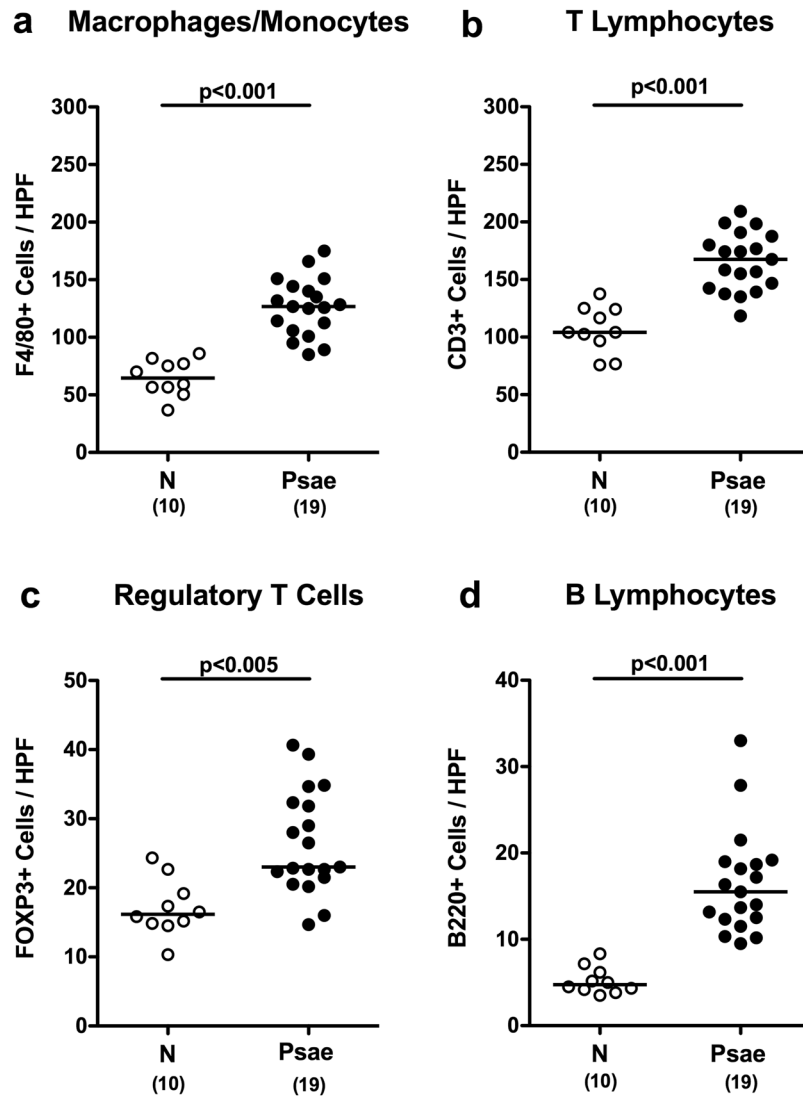 a Macrophages/Monocytes
p<0.001
F4/80+ Cells / HPF
300
250
200
150
100
50
0
N
(10)
Psae
(19)
b T Lymphocytes
p<0.001
CD3+ Cells / HPF
300
250
200
150
100
50
0
N
(10)
Psae
(19)
c Regulatory T Cells
p<0.005
FOXP3+ Cells / HPF
50
40
30
20
10
0
N
(10)
Psae
(19)
d B Lymphocytes
p<0.001
B220+ Cells / HPF
40
30
20
10
0
N
(10)
Psae
(19)